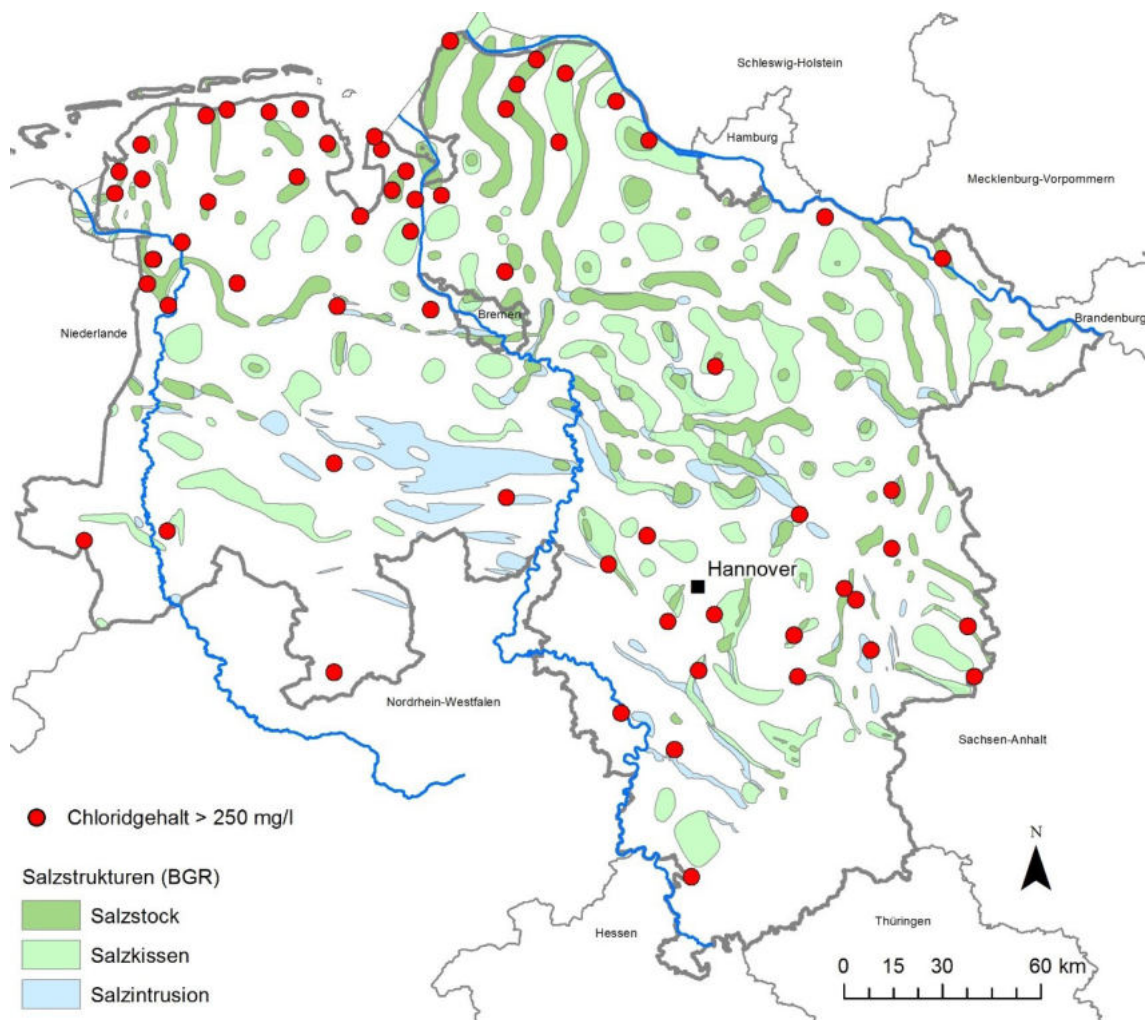 Schleswig-Holstein
Hamburg
Mecklenburg-Vorpommern
Niederlande
Bremen
Brandenburg
Hannover
Nordrhein-Westfalen
Sachsen-Anhalt
Chloridgehalt > 250 mg/l
N
Salzstrukturen (BGR)
Salzstock
Salzkissen
Salzintrusion
Hessen
Thüringen
0 15 30 60 km